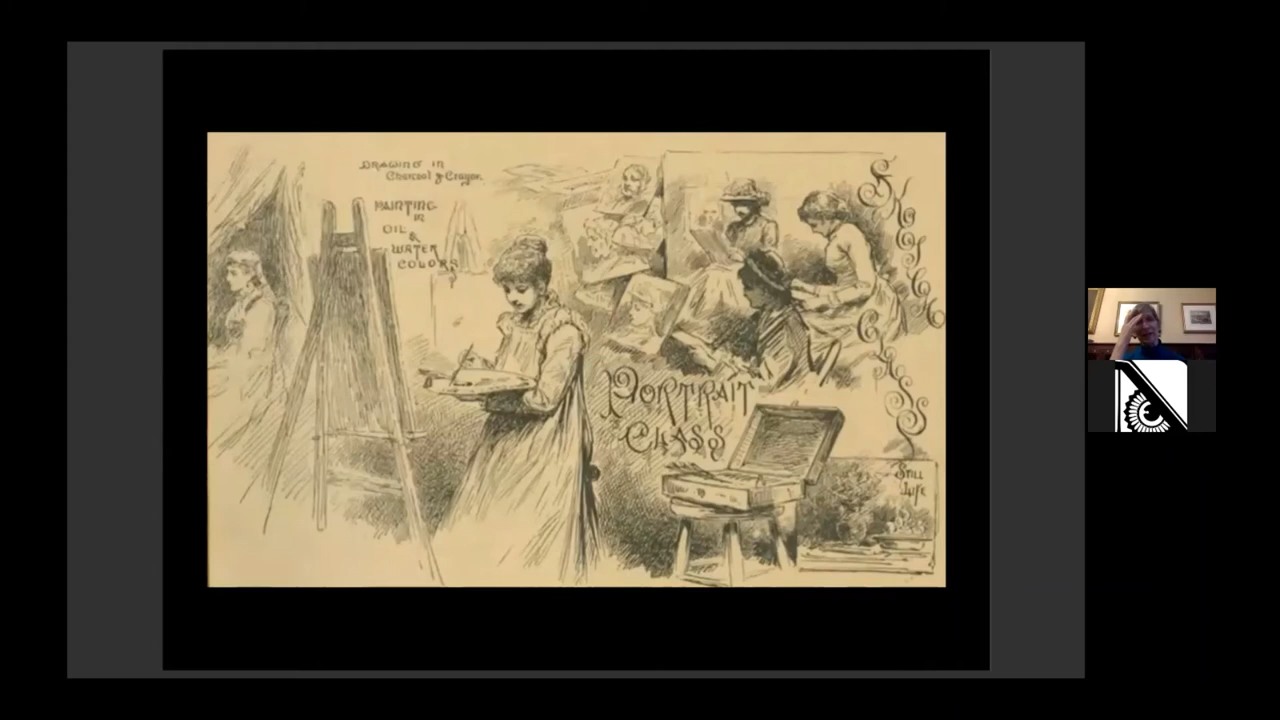 DRAWING IN
Charcoal & Crayon.
PAINTING
IN
OIL
&
WATER
COLORS
SKETCH
CLASS
PORTRAIT
CLASS
STILL
LIFE